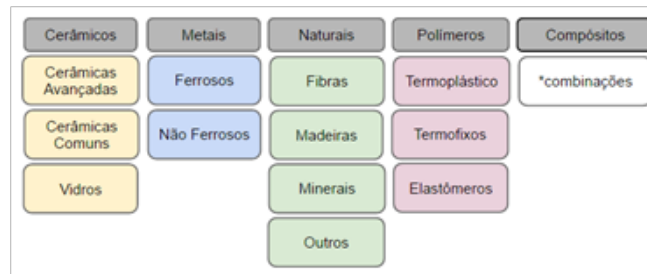 Cerâmicos
Metais
Naturais
Polímeros
Compósitos
Cerâmicas
Avançadas
Ferrosos
Fibras
Termoplástico
*combinações
Cerâmicas
Comuns
Não Ferrosos
Madeiras
Termofixos
Vidros
Minerais
Elastômeros
Outros